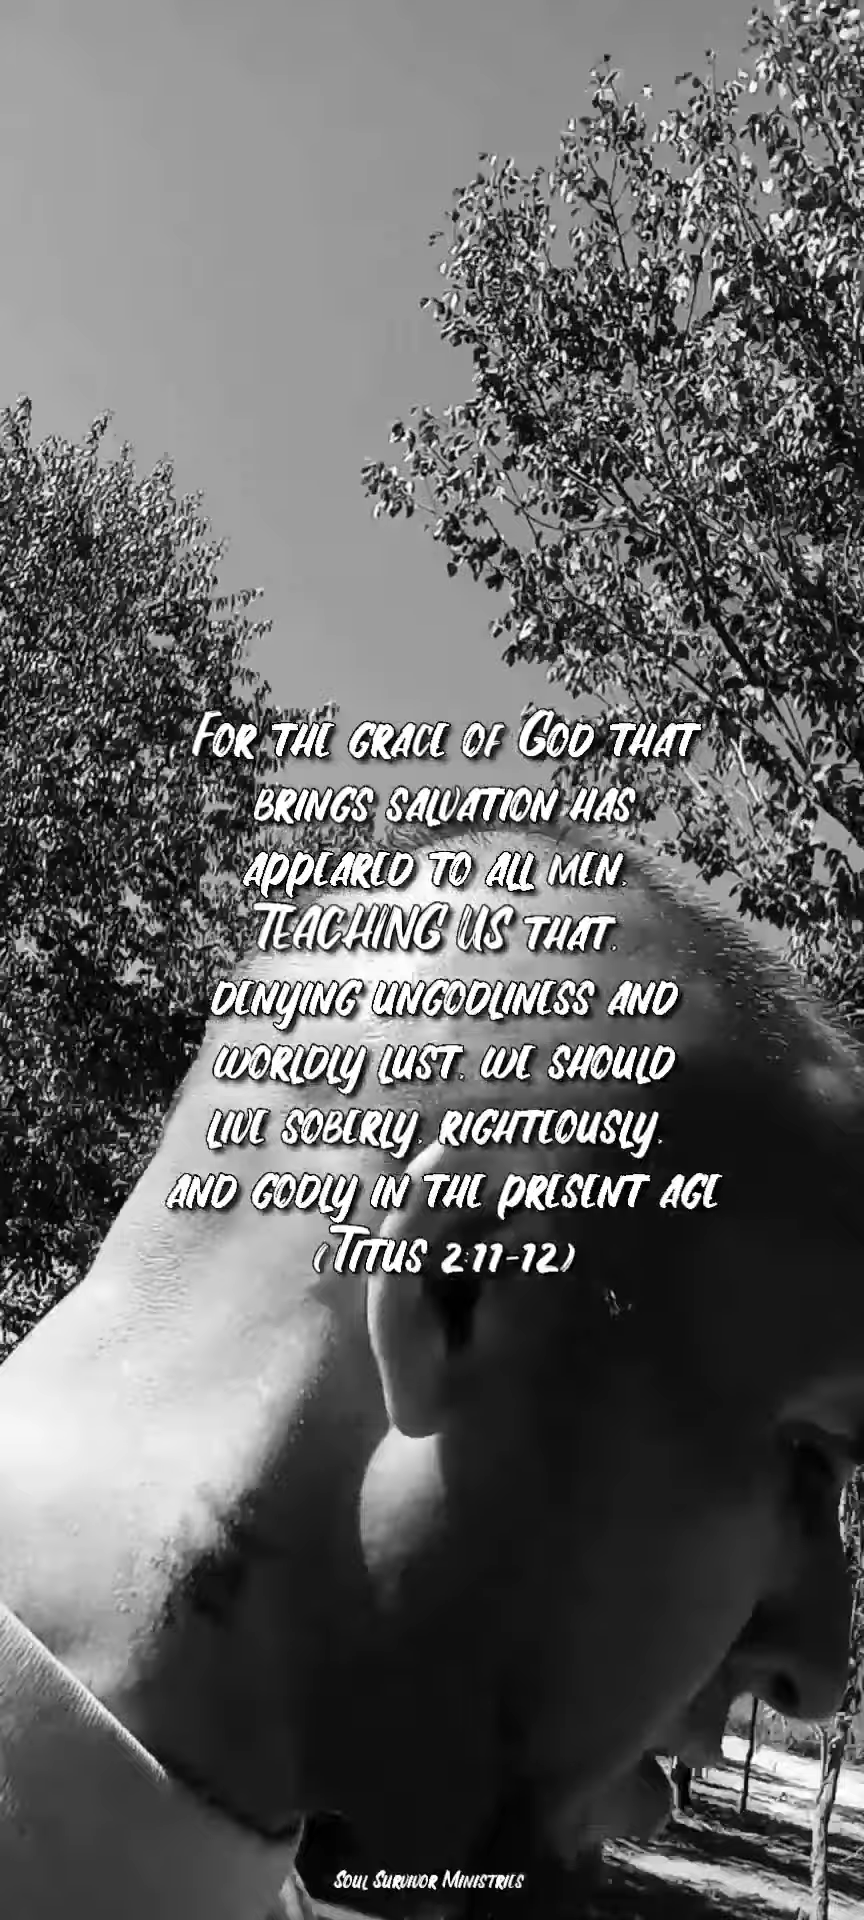 For the grace of God that
brings salvation has
appeared to all men,
TEACHING US that,
denying ungodliness and
worldly lust, we should
live soberly, righteously,
and godly in the present age
(Titus 2:11-12)
Soul Survivor Ministries